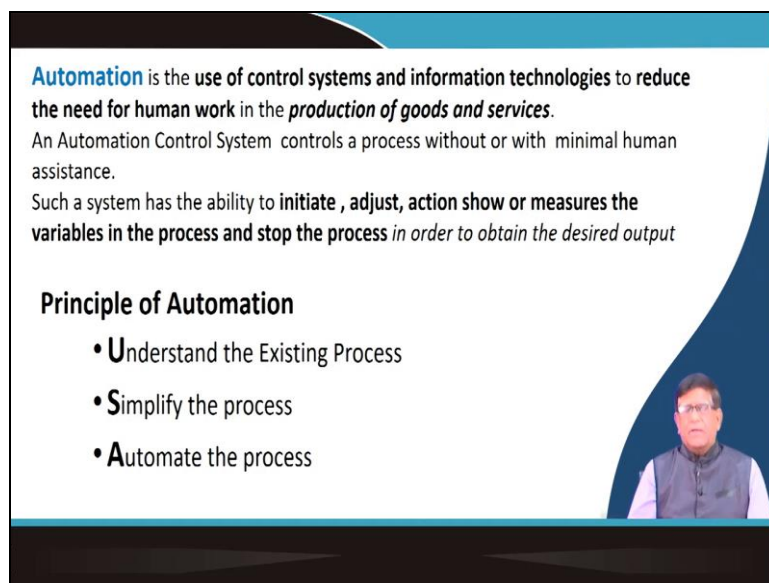 Automation is the use of control systems and information technologies to reduce
the need for human work in the production of goods and services.
An Automation Control System controls a process without or with minimal human
assistance.
Such a system has the ability to initiate , adjust, action show or measures the
variables in the process and stop the process in order to obtain the desired output
Principle of Automation
• Understand the Existing Process
• Simplify the process
• Automate the process